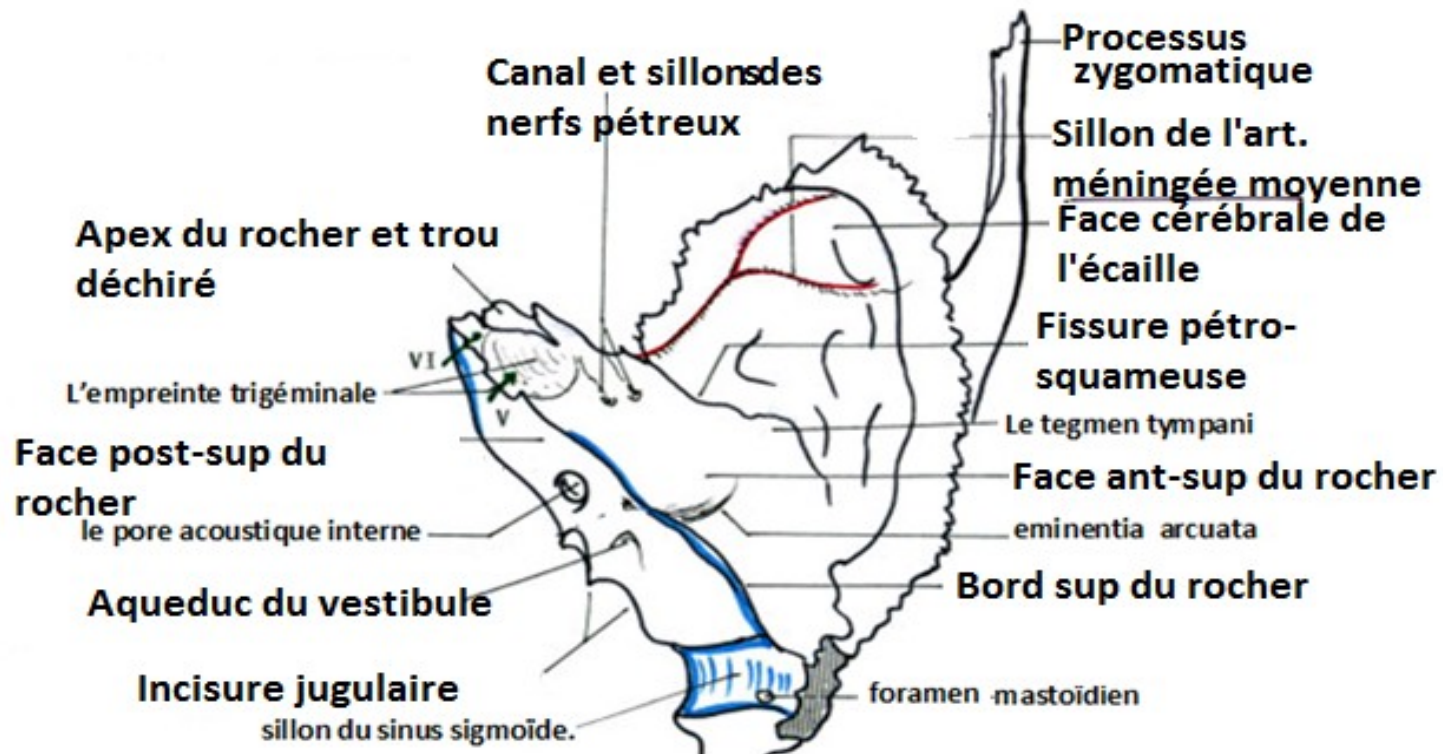 Processus
zygomatique
Canal et sillonsdes
nerfs pétreux
Sillon de l'art.
méningée moyenne
Face cérébrale de
l'écaille
Apex du rocher et trou
déchiré
Fissure pétro-
squameuse
VI
L'empreinte trigéminale
V
Le tegmen tympani
Face post-sup du
rocher
Face ant-sup du rocher
le pore acoustique interne
eminentia arcuata
Aqueduc du vestibule
Bord sup du rocher
Incisure jugulaire
foramen -mastoïdien
sillon du sinus sigmoïde.